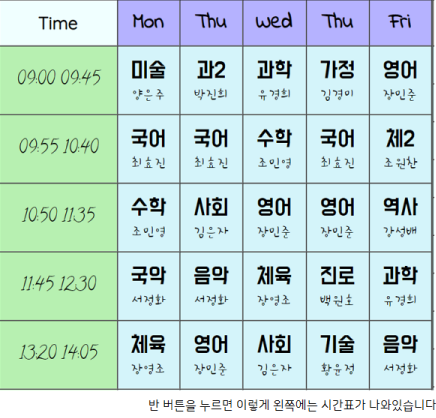 Time Mon Thu Wed Thu Fri
09:00 09:45 미술 과2 과학 가정 영어
양은주 박진희 유경희 김경미 장민준
09:55 10:40 국어 국어 수학 국어 체2
최효진 최효진 조민영 최효진 조원찬
10:50 11:35 수학 사회 영어 영어 역사
조민영 김은자 장민준 장민준 강성배
11:45 12:30 국악 음악 체육 진로 과학
서정화 서정화 장영조 백원호 유경희
13:20 14:05 체육 영어 사회 기술 음악
장영조 장민준 김은자 황윤정 서정화
반 버튼을 누르면 이렇게 왼쪽에는 시간표가 나와있습니다